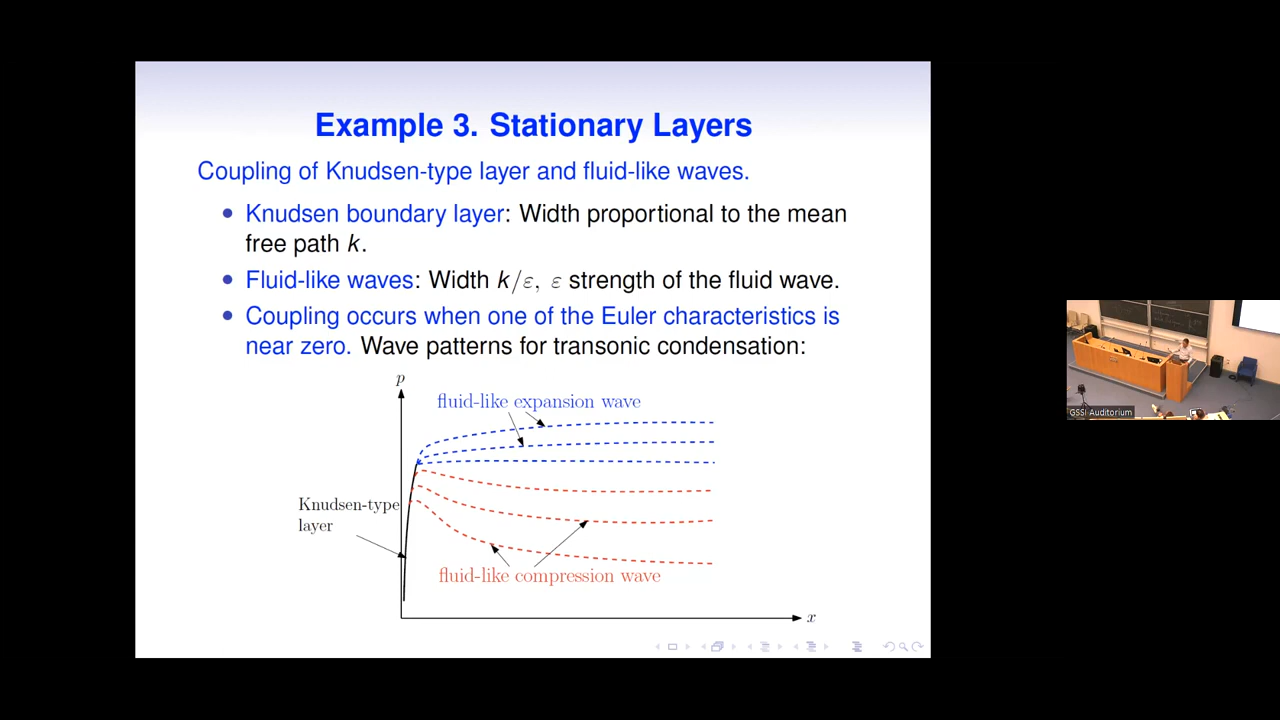 Example 3. Stationary Layers
Coupling of Knudsen-type layer and fluid-like waves.
• Knudsen boundary layer: Width proportional to the mean
free path k.
• Fluid-like waves: Width k/ε, ε strength of the fluid wave.
• Coupling occurs when one of the Euler characteristics is
near zero. Wave patterns for transonic condensation:
p
fluid-like expansion wave
Knudsen-type
layer
fluid-like compression wave
x
GSSI Auditorium